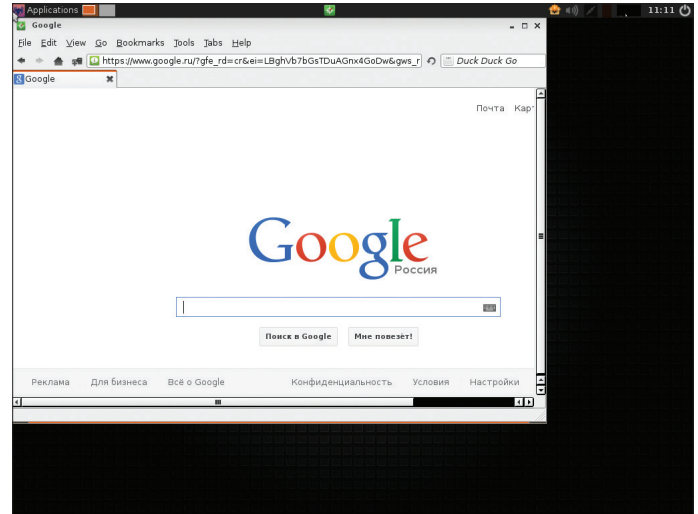 Applications 11:11
Google
File Edit View Go Bookmarks Tools Tabs Help
https://www.google.ru/?gfe_rd=cr&ei=LBghVb7bGsTDuAGnx4GoDw&gws_r Duck Duck Go
Google
Почта Кар
Google
Россия
Поиск в Google Мне повезёт!
Реклама Для бизнеса Всё о Google Конфиденциальность Условия Настройки